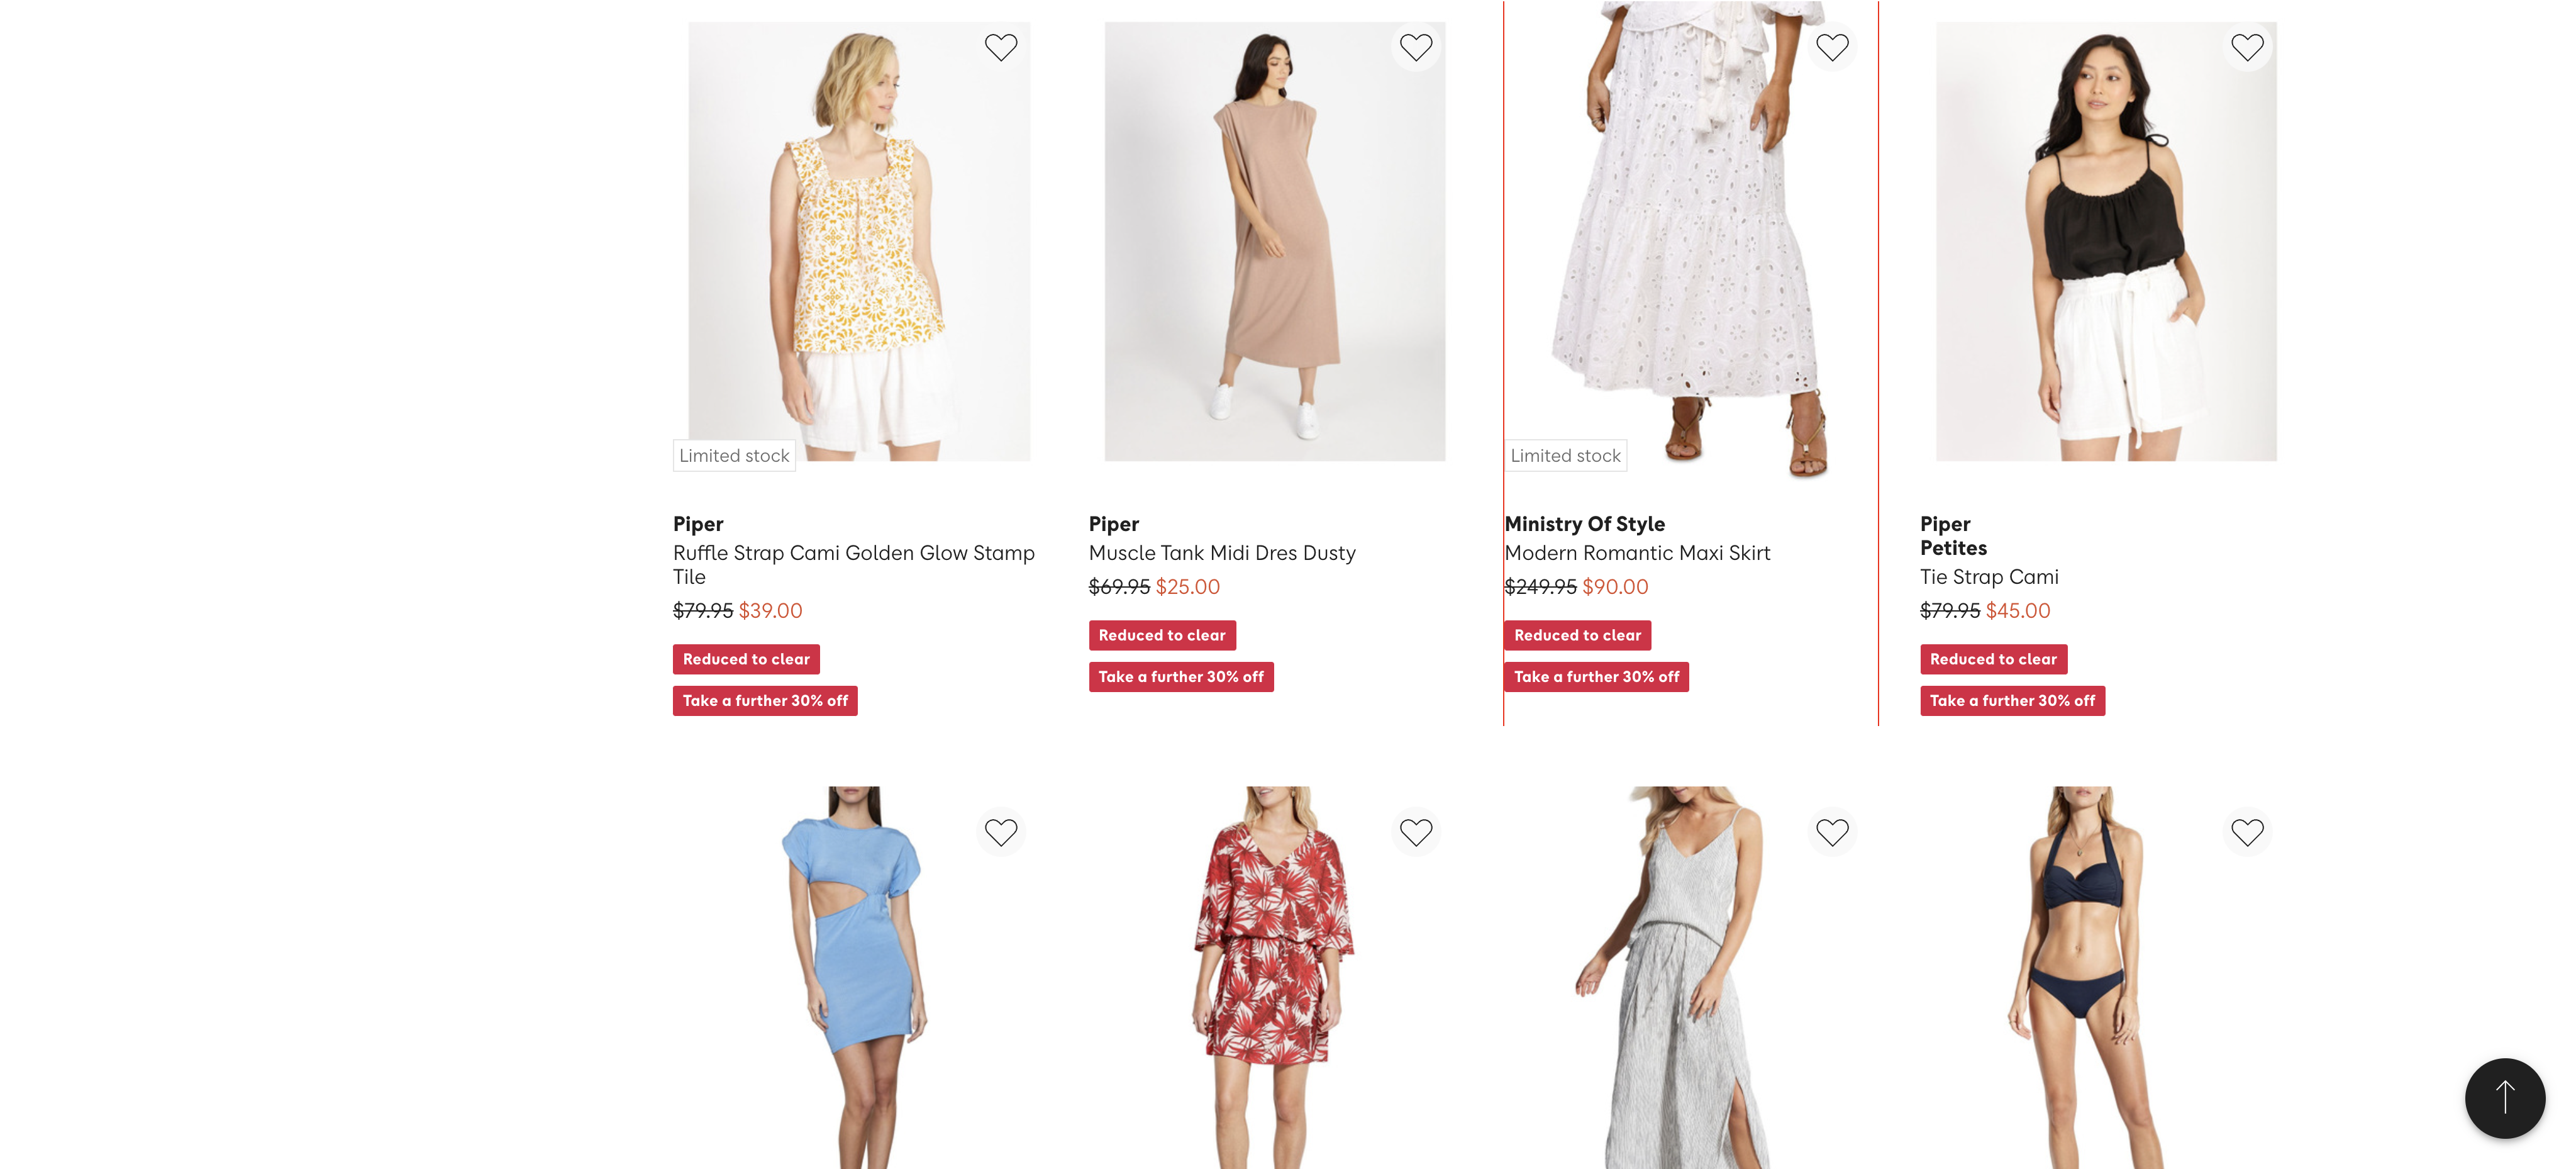 Limited stock
Piper
Ruffle Strap Cami Golden Glow Stamp
Tile
$79.95 $39.00
Reduced to clear
Take a further 30% off
Piper
Muscle Tank Midi Dres Dusty
$69.95 $25.00
Reduced to clear
Take a further 30% off
Limited stock
Ministry Of Style
Modern Romantic Maxi Skirt
$249.95 $90.00
Reduced to clear
Take a further 30% off
Piper
Petites
Tie Strap Cami
$79.95 $45.00
Reduced to clear
Take a further 30% off